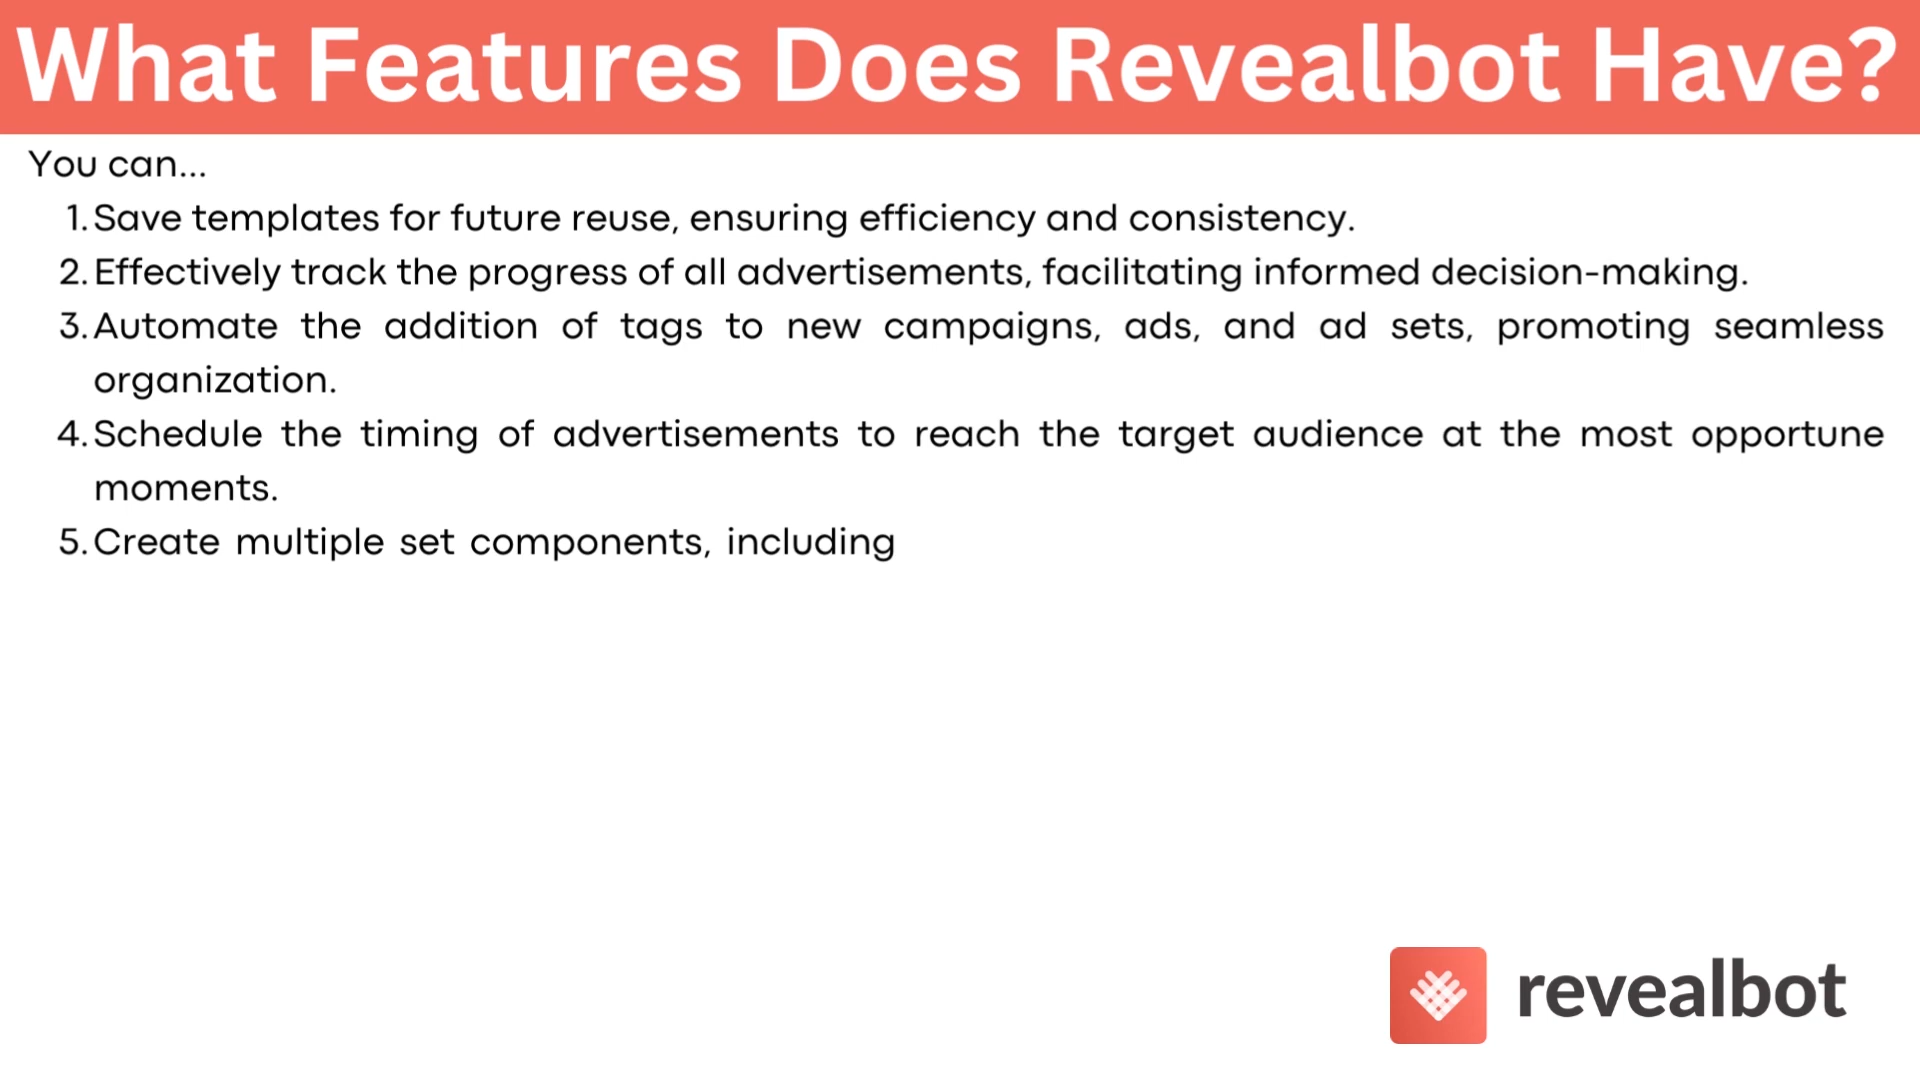 What Features Does Revealbot Have?
You can...
1. Save templates for future reuse, ensuring efficiency and consistency.
2. Effectively track the progress of all advertisements, facilitating informed decision-making.
3. Automate the addition of tags to new campaigns, ads, and ad sets, promoting seamless
organization.
4. Schedule the timing of advertisements to reach the target audience at the most opportune
moments.
5. Create multiple set components, including
revealbot